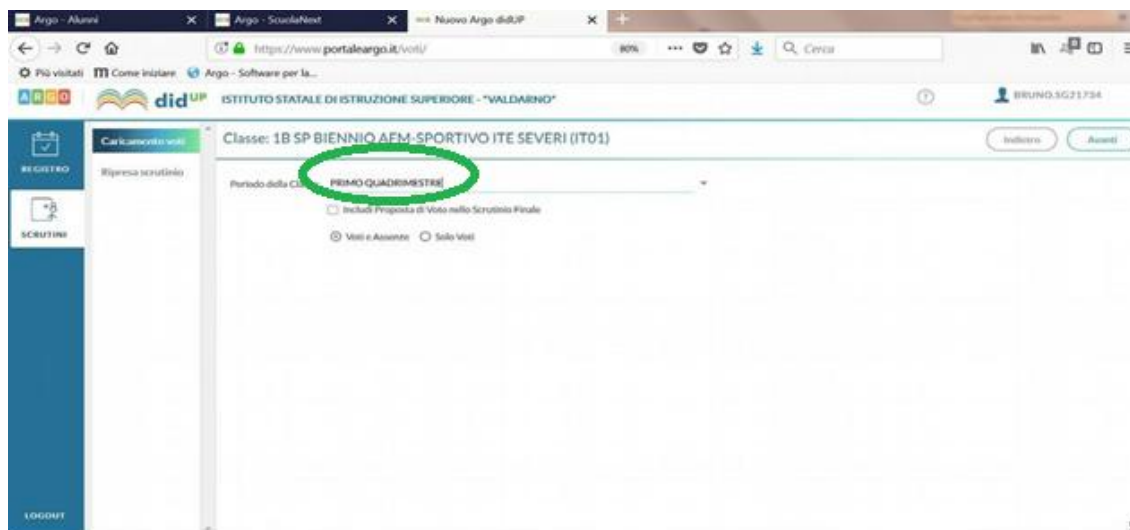 Argo - Alunni
Argo - ScuolaNext
Nuovo Argo didUP
https://www.portaleargo.it/voti/
80%
Cerca
Più visitati
Come iniziare
Argo - Software per la...
ARGO
didUP
ISTITUTO STATALE DI ISTRUZIONE SUPERIORE - "VALDARNO"
BRUNO.SG21734
REGISTRO
SCRUTINI
LOGOUT
Caricamento voti
Ripresa scrutinio
Classe: 1B SP BIENNIO AFM-SPORTIVO ITE SEVERI (IT01)
Indietro
Avanti
Periodo della PRIMO QUADRIMESTRE
Includi Proposta di Voto nello Scrutinio Finale
Voti e Assenze Solo Voti